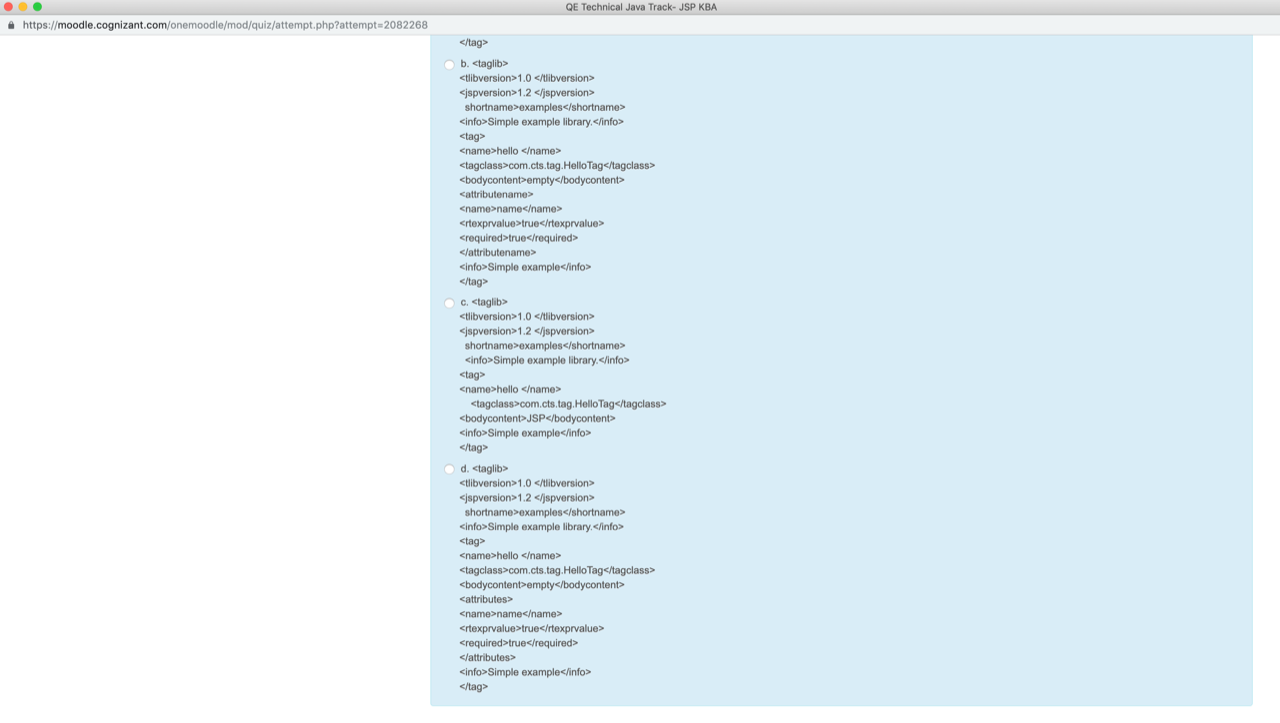 QE Technical Java Track- JSP KBA
https://moodle.cognizant.com/onemoodle/mod/quiz/attempt.php?attempt=2082268
</tag>
b. <taglib>
<tlibversion>1.0 </tlibversion>
<jspversion>1.2 </jspversion>
shortname>examples</shortname>
<info>Simple example library.</info>
<tag>
<name>hello </name>
<tagclass>com.cts.tag.HelloTag</tagclass>
<bodycontent>empty</bodycontent>
<attributename>
<name>name</name>
<rtexprvalue>true</rtexprvalue>
<required>true</required>
</attributename>
<info>Simple example</info>
</tag>
c. <taglib>
<tlibversion>1.0 </tlibversion>
<jspversion>1.2 </jspversion>
shortname>examples</shortname>
<info>Simple example library.</info>
<tag>
<name>hello </name>
<tagclass>com.cts.tag.HelloTag</tagclass>
<bodycontent>JSP</bodycontent>
<info>Simple example</info>
</tag>
d. <taglib>
<tlibversion>1.0 </tlibversion>
<jspversion>1.2 </jspversion>
shortname>examples</shortname>
<info>Simple example library.</info>
<tag>
<name>hello </name>
<tagclass>com.cts.tag.HelloTag</tagclass>
<bodycontent>empty</bodycontent>
<attributes>
<name>name</name>
<rtexprvalue>true</rtexprvalue>
<required>true</required>
</attributes>
<info>Simple example</info>
</tag>